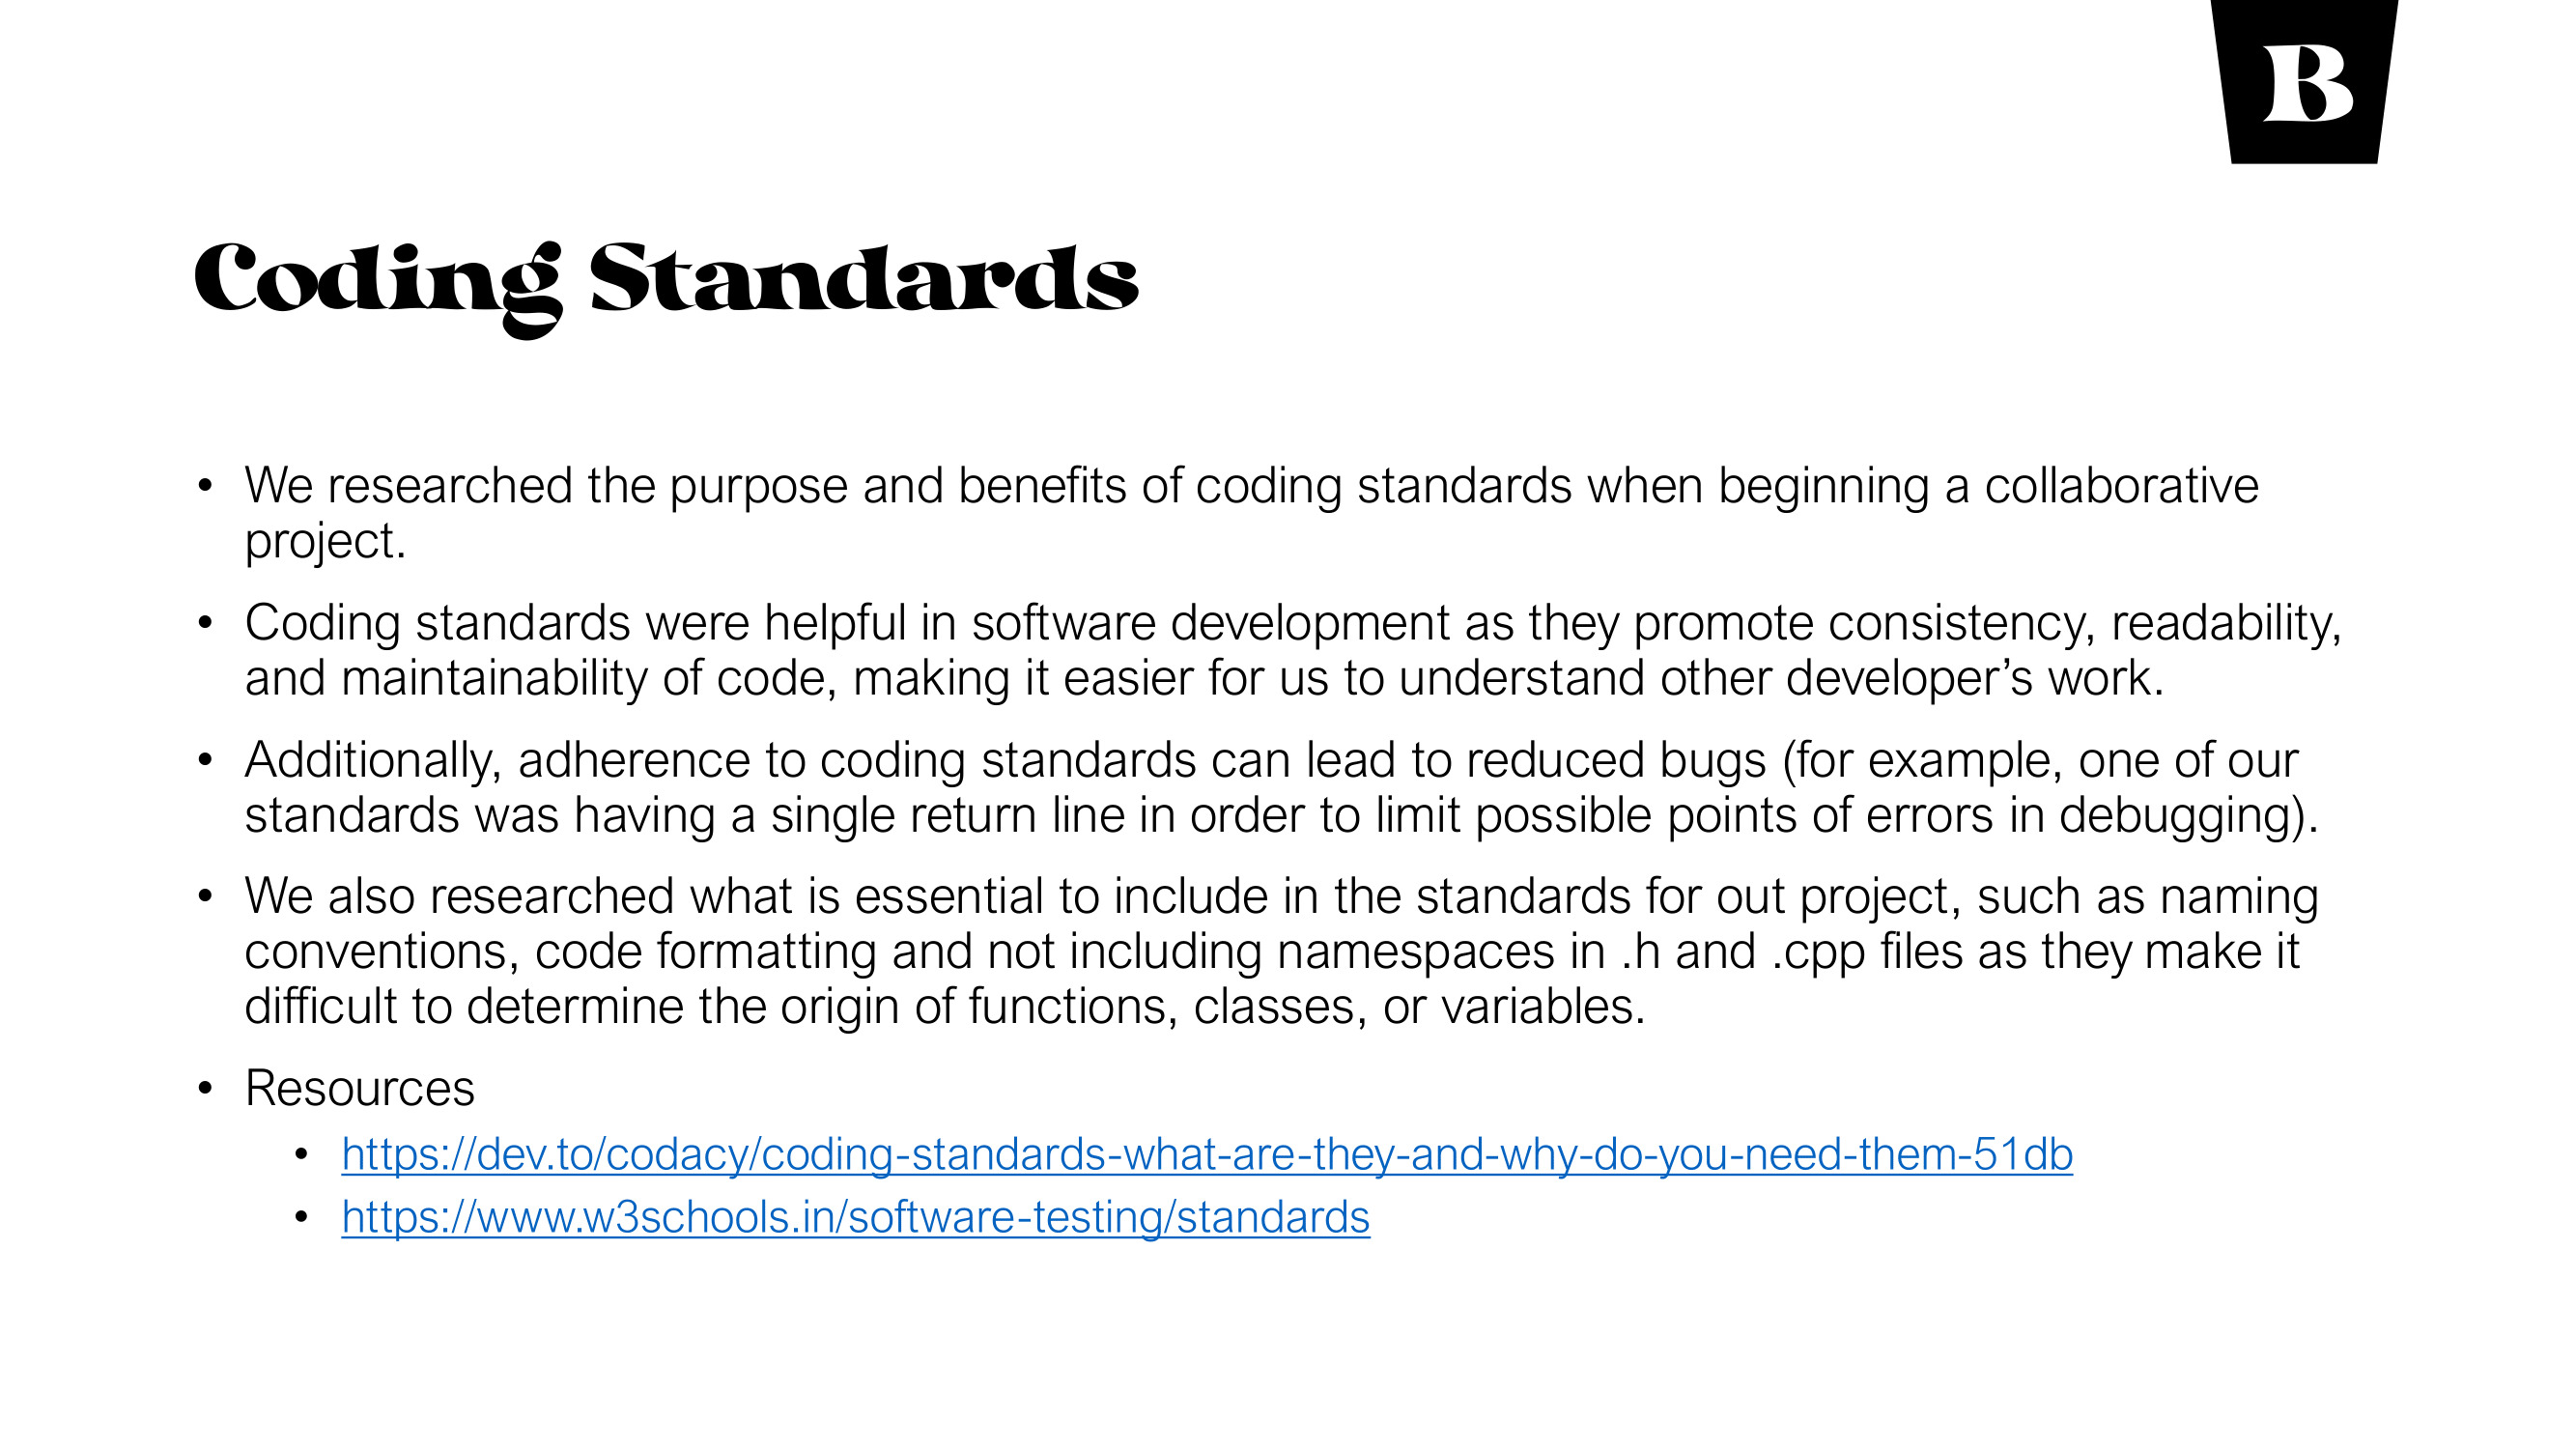 B
Coding Standards
• We researched the purpose and benefits of coding standards when beginning a collaborative
project.
• Coding standards were helpful in software development as they promote consistency, readability,
and maintainability of code, making it easier for us to understand other developer’s work.
• Additionally, adherence to coding standards can lead to reduced bugs (for example, one of our
standards was having a single return line in order to limit possible points of errors in debugging).
• We also researched what is essential to include in the standards for out project, such as naming
conventions, code formatting and not including namespaces in .h and .cpp files as they make it
difficult to determine the origin of functions, classes, or variables.
• Resources
• https://dev.to/codacy/coding-standards-what-are-they-and-why-do-you-need-them-51db
• https://www.w3schools.in/software-testing/standards